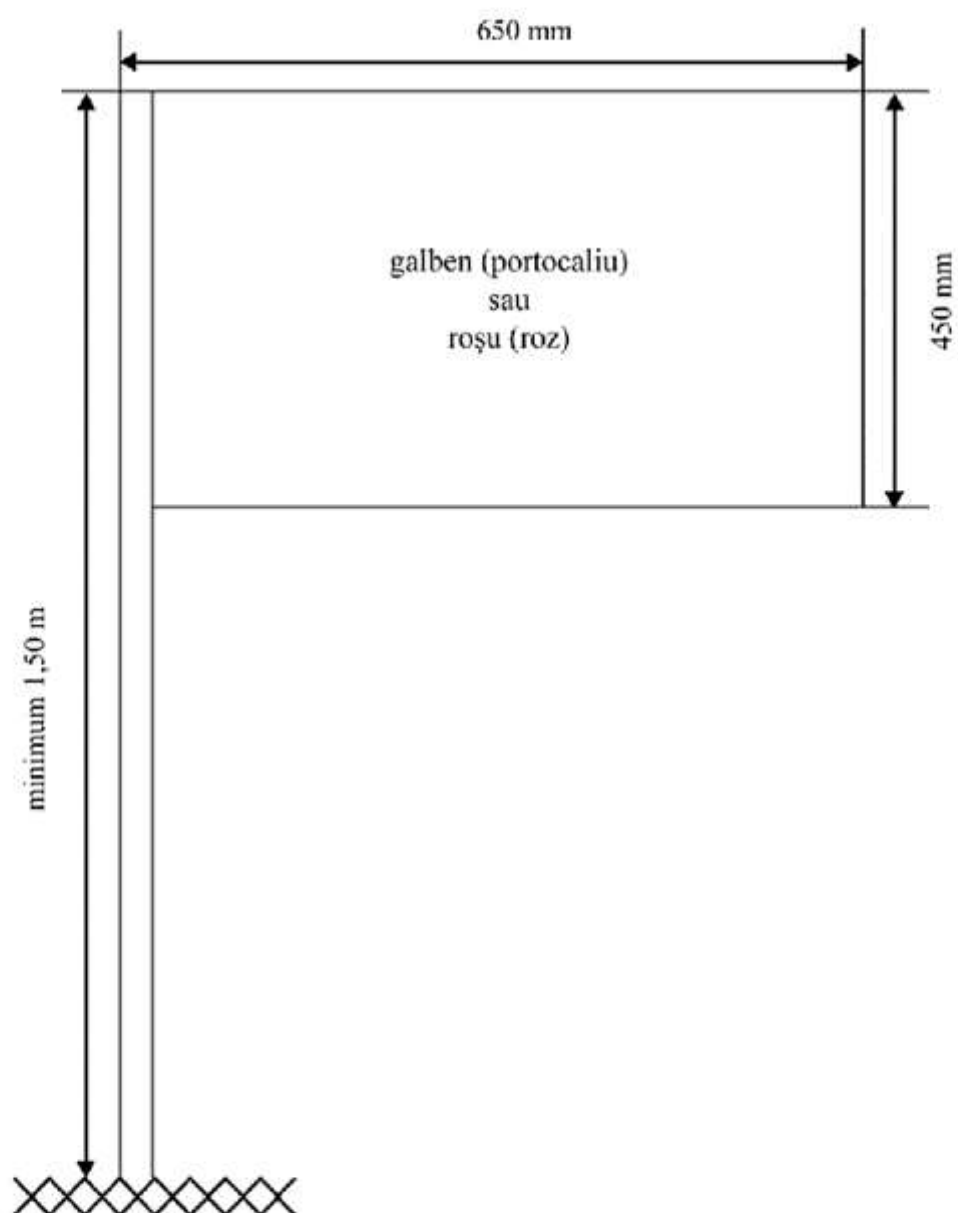 650 mm
galben (portocaliu)
sau
roşu (roz)
450 mm
minimum 1,50 m